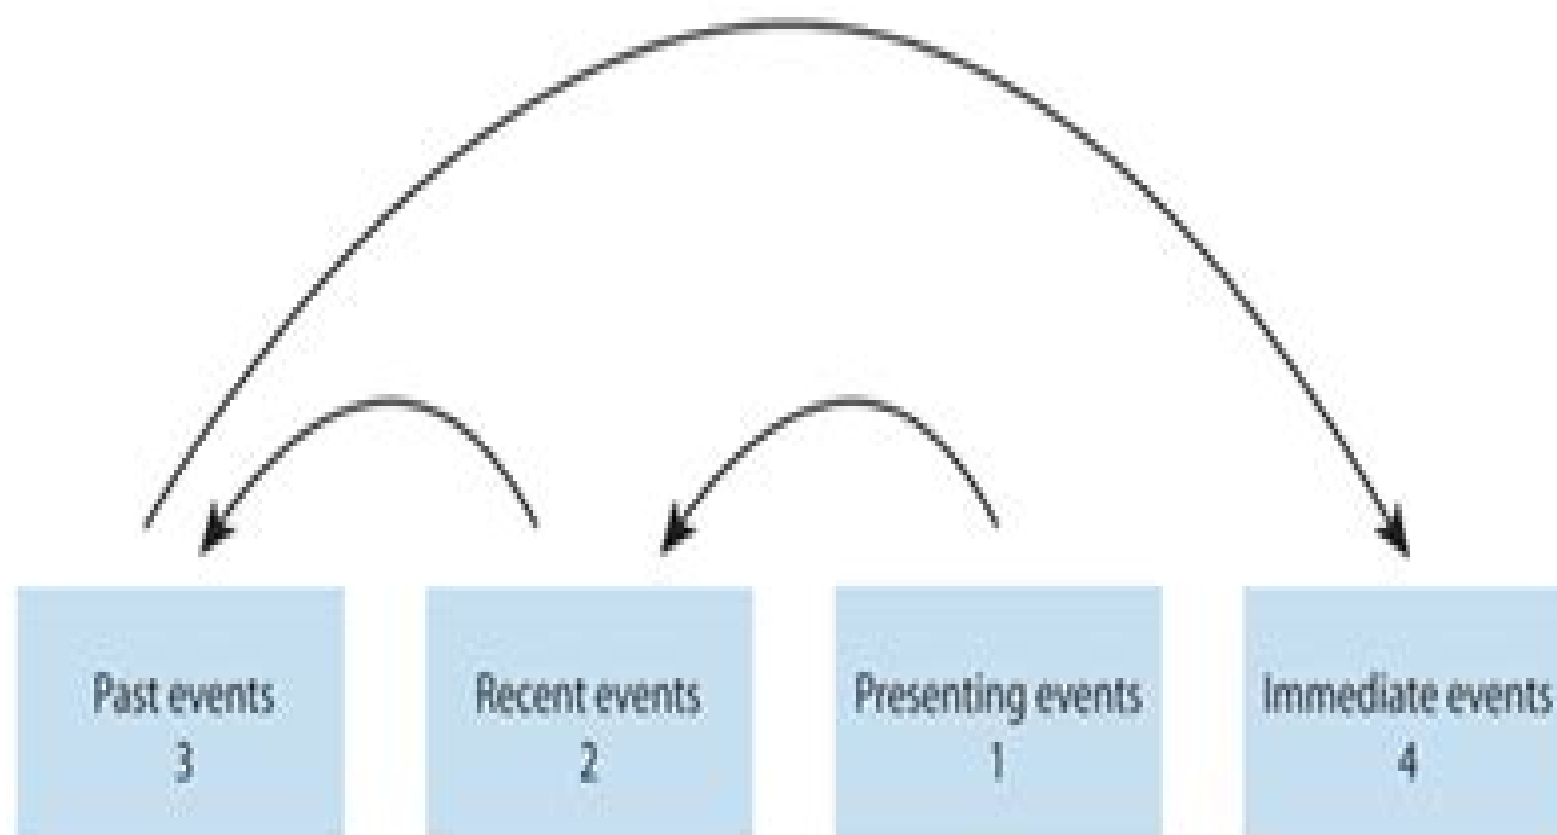 Past events
3
Recent events
2
Presenting events
1
Immediate events
4